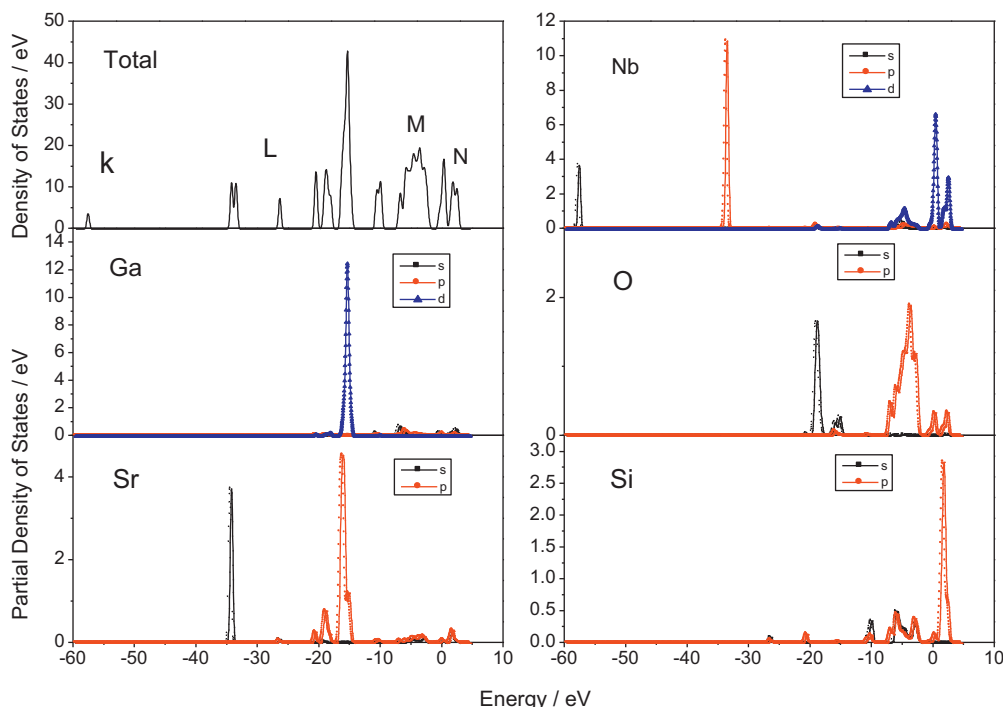 Density of States / eV
50
40
30
20
10
0
Total
k
L
M
N
12
10
8
6
4
2
0
Nb
s
p
d
14
12
10
8
6
4
2
0
Ga
s
p
d
2
0
O
s
p
Partial Density of States / eV
4
2
0
Sr
s
p
-60 -50 -40 -30 -20 -10 0 10
3.0
2.5
2.0
1.5
1.0
0.5
0.0
Si
s
p
-60 -50 -40 -30 -20 -10 0 10
Energy / eV